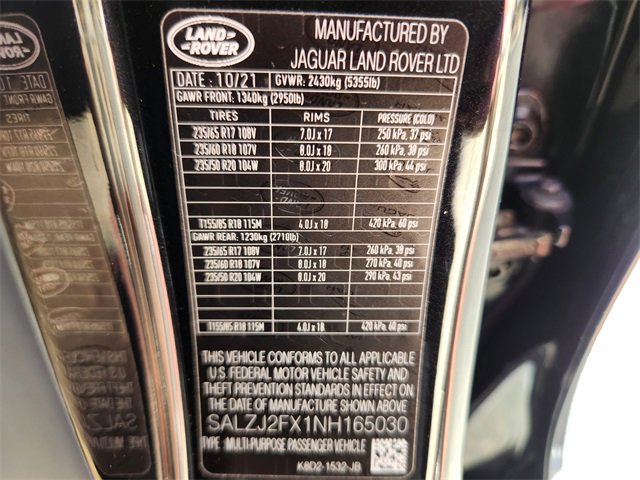 LAND
ROVER
MANUFACTURED BY
JAGUAR LAND ROVER LTD
DATE: 10/21 GVWR: 2430kg (5355lb)
GAWR FRONT: 1340kg (2950lb)
TIRES RIMS PRESSURE (COLD)
235/65 R17 108V 7.0J x 17 250 kPa, 37 psi
235/60 R18 107V 8.0J x 18 260 kPa, 38 psi
235/50 R20 104W 8.0J x 20 300 kPa, 44 psi
T155/85 R18 115M 4.0J x 18 420 kPa, 60 psi
GAWR REAR: 1230kg (2710lb)
235/65 R17 108V 7.0J x 17 260 kPa, 38 psi
235/60 R18 107V 8.0J x 18 270 kPa, 40 psi
235/50 R20 104W 8.0J x 20 290 kPa, 43 psi
T155/85 R18 115M 4.0J x 18 420 kPa, 60 psi
THIS VEHICLE CONFORMS TO ALL APPLICABLE
U.S. FEDERAL MOTOR VEHICLE SAFETY AND
THEFT PREVENTION STANDARDS IN EFFECT ON
THE DATE OF MANUFACTURE SHOWN ABOVE
SALZJ2FX1NH165030
TYPE : MULTI-PURPOSE PASSENGER VEHICLE
K8D2-1532-JB